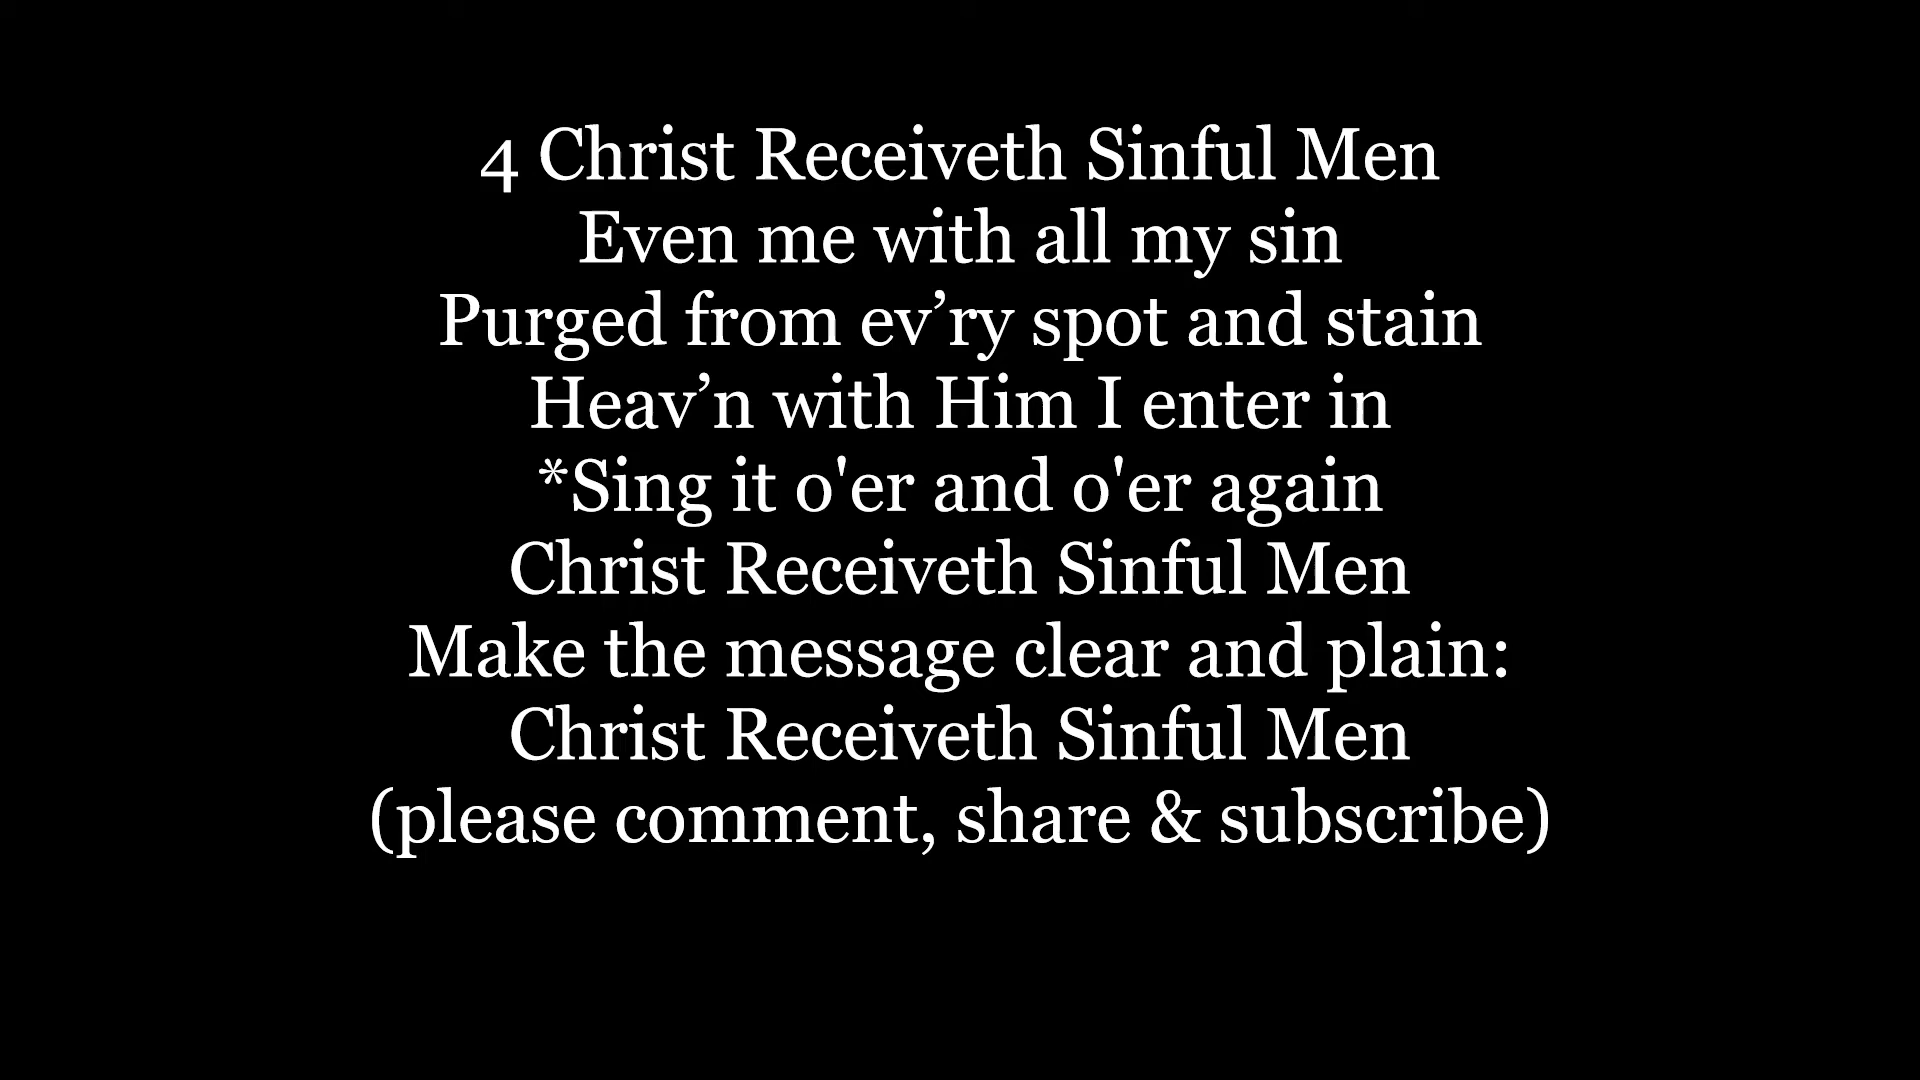 4 Christ Receiveth Sinful Men
Even me with all my sin
Purged from ev’ry spot and stain
Heav’n with Him I enter in
*Sing it o'er and o'er again
Christ Receiveth Sinful Men
Make the message clear and plain:
Christ Receiveth Sinful Men
(please comment, share & subscribe)